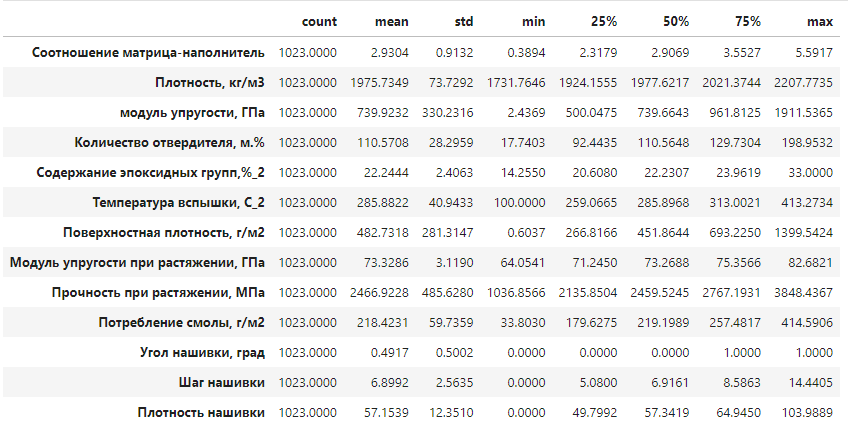 count mean std min 25% 50% 75% max
Соотношение матрица-наполнитель 1023.0000 2.9304 0.9132 0.3894 2.3179 2.9069 3.5527 5.5917
Плотность, кг/м3 1023.0000 1975.7349 73.7292 1731.7646 1924.1555 1977.6217 2021.3744 2207.7735
модуль упругости, ГПа 1023.0000 739.9232 330.2316 2.4369 500.0475 739.6643 961.8125 1911.5365
Количество отвердителя, м.% 1023.0000 110.5708 28.2959 17.7403 92.4435 110.5648 129.7304 198.9532
Содержание эпоксидных групп,%_2 1023.0000 22.2444 2.4063 14.2550 20.6080 22.2307 23.9619 33.0000
Температура вспышки, С_2 1023.0000 285.8822 40.9433 100.0000 259.0665 285.8968 313.0021 413.2734
Поверхностная плотность, г/м2 1023.0000 482.7318 281.3147 0.6037 266.8166 451.8644 693.2250 1399.5424
Модуль упругости при растяжении, ГПа 1023.0000 73.3286 3.1190 64.0541 71.2450 73.2688 75.3566 82.6821
Прочность при растяжении, МПа 1023.0000 2466.9228 485.6280 1036.8566 2135.8504 2459.5245 2767.1931 3848.4367
Потребление смолы, г/м2 1023.0000 218.4231 59.7359 33.8030 179.6275 219.1989 257.4817 414.5906
Угол нашивки, град 1023.0000 0.4917 0.5002 0.0000 0.0000 0.0000 1.0000 1.0000
Шаг нашивки 1023.0000 6.8992 2.5635 0.0000 5.0800 6.9161 8.5863 14.4405
Плотность нашивки 1023.0000 57.1539 12.3510 0.0000 49.7992 57.3419 64.9450 103.9889